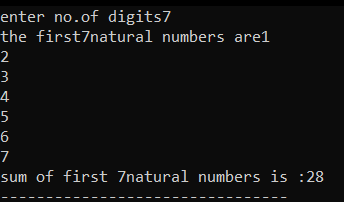 enter no.of digits7
the first7natural numbers are1
2
3
4
5
6
7
sum of first 7natural numbers is :28
--------------------------------